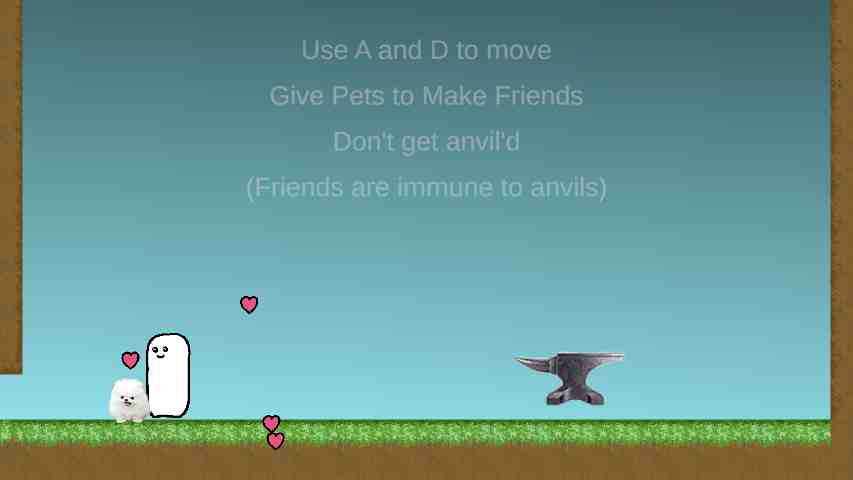 Use A and D to move
Give Pets to Make Friends
Don't get anvil'd
(Friends are immune to anvils)